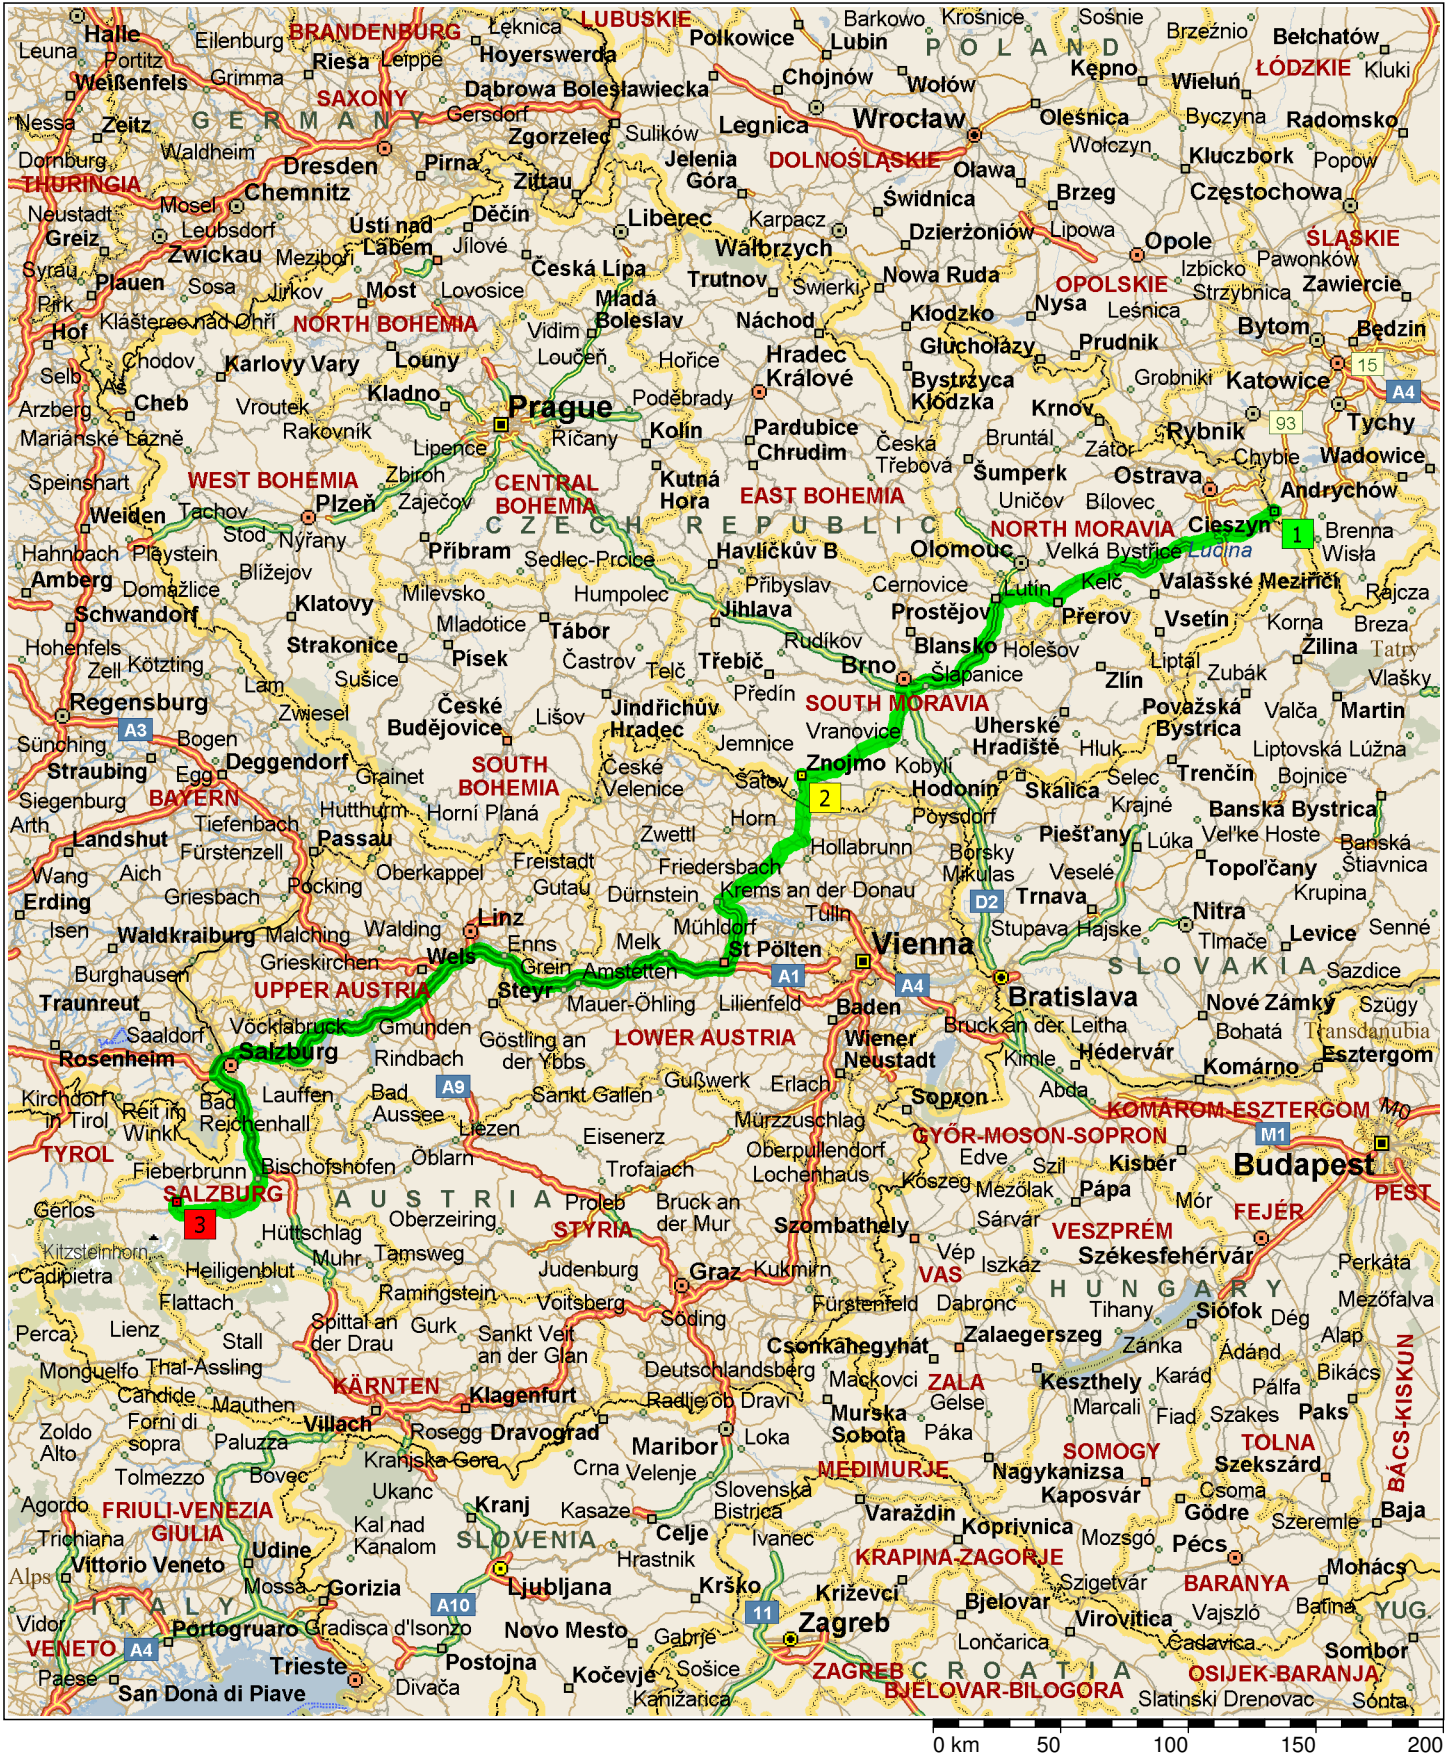 Halle
Leuna
Portitz
Eilenburg
BRANDENBURG
Łęknica
LUBUSKIE
Barkowo
Krośnice
Sośnie
Brzeźnio
Bełchatów
Weißenfels
Grimma
Riesa
Leippe
Hoyerswerda
Polkowice
Lubin
POLAND
Kępno
Wieluń
ŁÓDZKIE
Kluki
SAXONY
Dąbrowa Bolesławiecka
Chojnów
Wołów
Nessa
Zeitz
GERMANY
Gersdorf
Zgorzelec
Sulików
Legnica
Wrocław
Oleśnica
Byczyna
Radomsko
Dornburg
Waldheim
Dresden
Pirna
Jelenia
Góra
DOLNOŚLĄSKIE
Oława
Wołczyn
Kluczbork
Popow
THURINGIA
Chemnitz
Zittau
Świdnica
Brzeg
Częstochowa
Neustadt
Mosel
Leubsdorf
Ústí nad
Labem
Děčín
Liberec
Karpacz
Dzierżoniów
Lipowa
Opole
ŚLĄSKIE
Greiz
Zwickau
Mezibori
Jílové
Wałbrzych
Izbicko
Pawonków
Syrau
Plauen
Sosa
Jirkov
Most
Lovosice
Česká Lípa
Trutnov
Świerki
Nowa Ruda
OPOLSKIE
Strzybnica
Zawiercie
Pirk
Klášterec nad Ohří
NORTH BOHEMIA
Mladá
Boleslav
Kłodzko
Nysa
Leśnica
Hof
Vidim
Náchod
Głuchołazy
Prudnik
Bytom
Będzin
Chodov
Karlovy Vary
Louny
Loučeň
Hořice
Hradec
Králové
Bystrzyca
Kłodzka
Grobniki
Katowice
15
A4
Selb
Aš
Arzberg
Cheb
Vroutek
Kladno
Prague
Poděbrady
Krnov
93
Tychy
Mariánské Lázně
Rakovník
Lipence
Říčany
Kolín
Pardubice
Chrudim
Česká
Třebová
Bruntál
Zátor
Rybnik
Chybie
Wadowice
Speinshart
WEST BOHEMIA
Zbiroh
CENTRAL
BOHEMIA
Kutná
Hora
EAST BOHEMIA
Šumperk
Ostrava
Andrychów
Weiden
Tachov
Plzeň
Zaječov
Uničov
Bílovec
Hahnbach
Pleystein
Stod
Nýřany
CZECH REPUBLIC
NORTH MORAVIA
Cieszyn
1
Brenna
Wisła
Amberg
Blížejov
Příbram
Sedlec-Prcice
Havlíčkův B
Olomouc
Velká Bystřice
Lučina
Domažlice
Milevsko
Humpolec
Přibyslav
Cernovice
Lutín
Kelč
Valašské Meziříčí
Rajcza
Schwandorf
Klatovy
Mladotice
Tábor
Jihlava
Prostějov
Přerov
Vsetín
Korna
Breza
Hohenfels
Strakonice
Písek
Častrov
Rudíkov
Blansko
Holešov
Žilina
Tatry
Zell
Kötzting
Sušice
Telč
Třebíč
Brno
Šlapanice
Liptál
Zubák
Vlašky
Regensburg
Lam
Předín
Zlín
A3
Zwiesel
České
Budějovice
Lišov
Jindřichův
Hradec
SOUTH MORAVIA
Uherské
Hradiště
Považská
Bystrica
Valča
Martin
Sünching
Bogen
Jemnice
Vranovice
Hluk
Liptovská Lúžna
Straubing
Egg
Deggendorf
Grainet
SOUTH
BOHEMIA
České
Velenice
Šatov
Znojmo
Kobylí
Trenčín
Bojnice
Siegenburg
BAYERN
Hutthurm
Horní Planá
2
Hodonín
Skalica
Selec
Krajné
Banská Bystrica
Arth
Tiefenbach
Horn
Poysdorf
Landshut
Fürstenzell
Passau
Zwettl
Hollabrunn
Piešťany
Lúka
Veľke Hoste
Banská
Štiavnica
Wang
Aich
Oberkappel
Freistadt
Friedersbach
Borsky
Mikulas
Veselé
Topoľčany
Erding
Griesbach
Pocking
Gutau
Dürnstein
Krems an der Donau
Trnava
Krupina
Isen
Linz
Tulln
D2
Nitra
Waldkraiburg
Malching
Walding
Mühldorf
Stupava
Hajske
Levice
Senné
Burghausen
Grieskirchen
Wels
Enns
Melk
St Pölten
Vienna
Tlmače
Grein
Amstetten
A1
SLOVAKIA
Sazdice
Traunreut
UPPER AUSTRIA
Steyr
Mauer-Öhling
Lilienfeld
A4
Bratislava
Nové Zámky
Szügy
Saaldorf
Vöcklabruck
Gmunden
Göstling an
der Ybbs
LOWER AUSTRIA
Baden
Bruck an der Leitha
Bohatá
Transdanubia
Rosenheim
Salzburg
Rindbach
Wiener
Neustadt
Kimle
Hédervár
Komárno
Esztergom
Kirchdorf
in Tirol
Reit im
Winkl
Bad
Reichenhall
Lauffen
Bad
Aussee
A9
Sankt Gallen
Gußwerk
Erlach
Abda
Sopron
KOMÁROM-ESZTERGOM
M0
TYROL
Liezen
Eisenerz
Mürzzuschlag
GYŐR-MOSON-SOPRON
M1
Fieberbrunn
Bischofshofen
Öblarn
Trofaiach
Oberpullendorf
Lochenhaus
Edve
Szil
Kisbér
Budapest
SALZBURG
AUSTRIA
Proleb
Bruck an
der Mur
Kőszeg
Mezőlak
Pápa
Mór
PEST
Gerlos
3
Oberzeiring
STYRIA
Szombathely
Sárvár
FEJÉR
Kitzsteinhorn
Hüttschlag
Muhr
Tamsweg
VESZPRÉM
Cadipietra
Heiligenblut
Judenburg
Graz
Kukmirn
Vép
VAS
Iszkáz
Székesfehérvár
Perkáta
Flattach
Ramingstein
Voitsberg
Söding
Fürstenfeld
Dabronc
HUNGARY
Tihany
Siófok
Mezőfalva
Perca
Lienz
Stall
Spittal an
der Drau
Gurk
Sankt Veit
an der Glan
Csonkahegyhát
Zalaegerszeg
Zánka
Dég
Alap
Monguelfo
Thal-Assling
Deutschlandsberg
Mackovci
ZALA
Keszthely
Ádánd
Bikács
Candide
Mauthen
KÄRNTEN
Klagenfurt
Radlje ob Dravi
Gelse
Karád
Pálfa
Zoldo
Alto
Forni di
sopra
Paluzza
Villach
Rosegg
Dravograd
Murska
Sobota
Marcali
Fiad
Szakes
Paks
BÁCS-KISKUN
Tolmezzo
Bovec
Kranjska Gora
Maribor
Loka
Páka
SOMOGY
TOLNA
Szekszárd
Agordo
Ukanc
Crna
Velenje
MEĐIMURJE
Nagykanizsa
Kaposvár
Csoma
FRIULI-VENEZIA
GIULIA
Kranj
Kasaze
Slovenska
Bistrica
Varaždin
Gödre
Baja
Trichiana
Kal nad
Kanalom
SLOVENIA
Celje
Ivanec
Koprivnica
Mozsgó
Szeremle
Alps
Vittorio Veneto
Udine
Hrastnik
KRAPINA-ZAGORJE
Pécs
Mohács
Mossa
Gorizia
Ljubljana
Krško
Križevci
Szigetvár
BARANYA
ITALY
A10
11
Bjelovar
Vajszló
Batina
YUG.
Vidor
Portogruaro
Gradisca d'Isonzo
Novo Mesto
Gabrje
Zagreb
Virovitica
VENETO
A4
Lončarica
Čadavica
Sombor
Paese
Trieste
Postojna
Sošice
ZAGREB
CROATIA
OSIJEK-BARANJA
San Donà di Piave
Divača
Kočevje
Kanižarica
BJELOVAR-BILOGORA
Slatinski Drenovac
Sonta
0 km
50
100
150
200